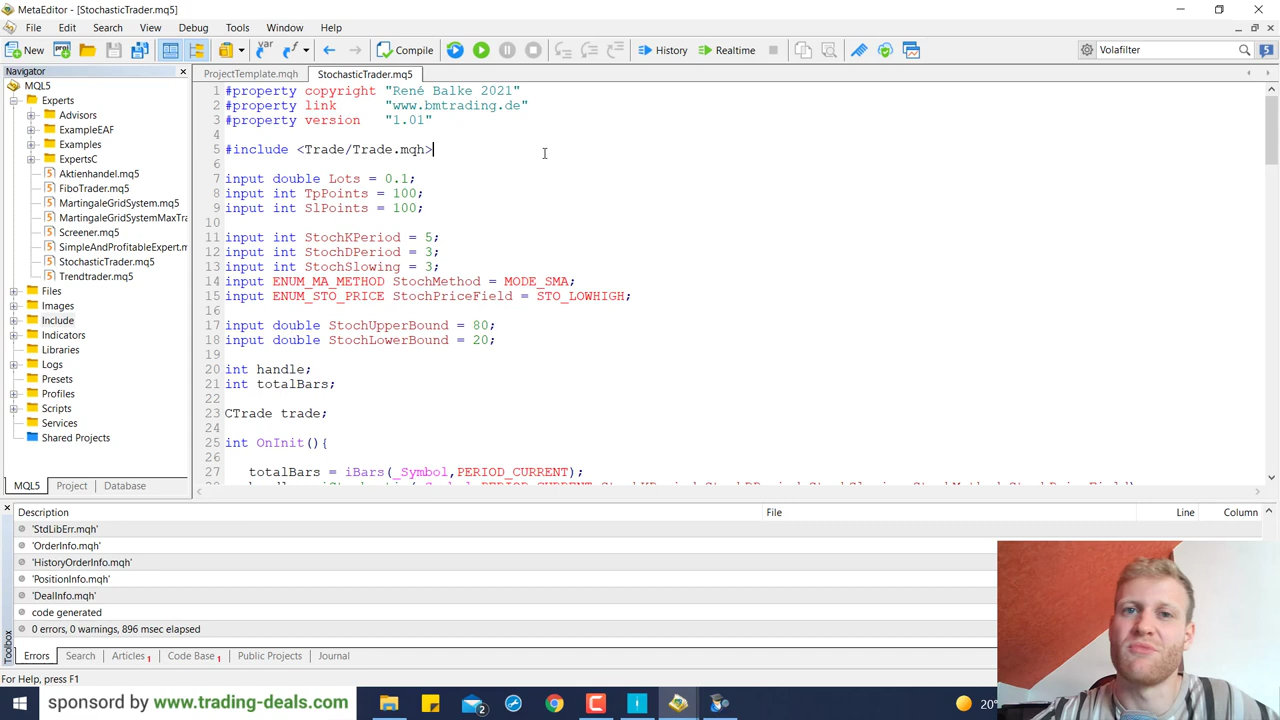 MetaEditor - [StochasticTrader.mq5]
File Edit Search View Debug Tools Window Help
New Compile History Realtime Volafilter 5
Navigator
MQL5
Experts
Advisors
ExampleEAF
Examples
ExpertsC
Aktienhandel.mq5
FiboTrader.mq5
MartingaleGridSystem.mq5
MartingaleGridSystemMaxTra
Screener.mq5
SimpleAndProfitableExpert.m
StochasticTrader.mq5
Trendtrader.mq5
Files
Images
Include
Indicators
Libraries
Logs
Presets
Profiles
Scripts
Services
Shared Projects
MQL5 Project Database
ProjectTemplate.mqh StochasticTrader.mq5
1 #property copyright "René Balke 2021"
2 #property link "www.bmtrading.de"
3 #property version "1.01"
4
5 #include <Trade/Trade.mqh>
6
7 input double Lots = 0.1;
8 input int TpPoints = 100;
9 input int SlPoints = 100;
10
11 input int StochKPeriod = 5;
12 input int StochDPeriod = 3;
13 input int StochSlowing = 3;
14 input ENUM_MA_METHOD StochMethod = MODE_SMA;
15 input ENUM_STO_PRICE StochPriceField = STO_LOWHIGH;
16
17 input double StochUpperBound = 80;
18 input double StochLowerBound = 20;
19
20 int handle;
21 int totalBars;
22
23 CTrade trade;
24
25 int OnInit(){
26
27 totalBars = iBars(_Symbol,PERIOD_CURRENT);
Description File Line Column
'StdLibErr.mqh'
'OrderInfo.mqh'
'HistoryOrderInfo.mqh'
'PositionInfo.mqh'
'DealInfo.mqh'
code generated
0 errors, 0 warnings, 896 msec elapsed
Toolbox
Errors Search Articles 1 Code Base 1 Public Projects Journal
For Help, press F1
sponsord by www.trading-deals.com
2
20°